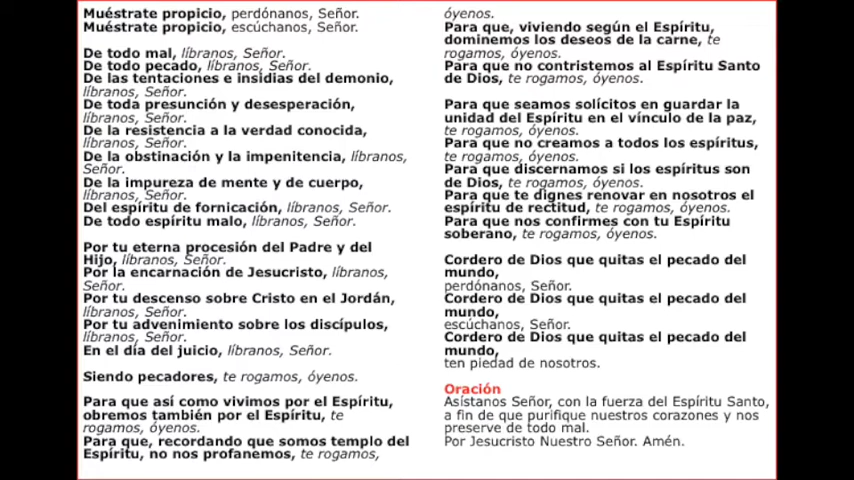 Muéstrate propicio, perdónanos, Señor.
Muéstrate propicio, escúchanos, Señor.
De todo mal, líbranos, Señor.
De todo pecado, líbranos, Señor.
De las tentaciones e insidias del demonio,
líbranos, Señor.
De toda presunción y desesperación,
líbranos, Señor.
De la resistencia a la verdad conocida,
líbranos, Señor.
De la obstinación y la impenitencia, líbranos,
Señor.
De la impureza de mente y de cuerpo,
líbranos, Señor.
Del espíritu de fornicación, líbranos, Señor.
De todo espíritu malo, líbranos, Señor.
Por tu eterna procesión del Padre y del
Hijo, líbranos, Señor.
Por la encarnación de Jesucristo, líbranos,
Señor.
Por tu descenso sobre Cristo en el Jordán,
líbranos, Señor.
Por tu advenimiento sobre los discípulos,
líbranos, Señor.
En el día del juicio, líbranos, Señor.
Siendo pecadores, te rogamos, óyenos.
Para que así como vivimos por el Espíritu,
obremos también por el Espíritu, te
rogamos, óyenos.
Para que, recordando que somos templo del
Espíritu, no nos profanemos, te rogamos,
óyenos.
Para que, viviendo según el Espíritu,
dominemos los deseos de la carne, te
rogamos, óyenos.
Para que no contristemos al Espíritu Santo
de Dios, te rogamos, óyenos.
Para que seamos solícitos en guardar la
unidad del Espíritu en el vínculo de la paz,
te rogamos, óyenos.
Para que no creamos a todos los espíritus,
te rogamos, óyenos.
Para que discernamos si los espíritus son
de Dios, te rogamos, óyenos.
Para que te dignes renovar en nosotros el
espíritu de rectitud, te rogamos, óyenos.
Para que nos confirmes con tu Espíritu
soberano, te rogamos, óyenos.
Cordero de Dios que quitas el pecado del
mundo,
perdónanos, Señor.
Cordero de Dios que quitas el pecado del
mundo,
escúchanos, Señor.
Cordero de Dios que quitas el pecado del
mundo,
ten piedad de nosotros.
Oración
Asístanos Señor, con la fuerza del Espíritu Santo,
a fin de que purifique nuestros corazones y nos
preserve de todo mal.
Por Jesucristo Nuestro Señor. Amén.